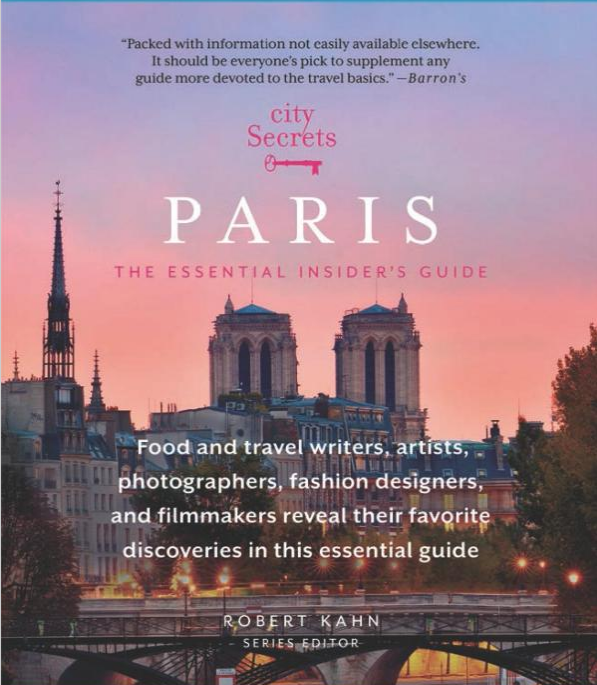 “Packed with information not easily available elsewhere.
It should be everyone’s pick to supplement any
guide more devoted to the travel basics.” —Barron’s
city
Secrets
PARIS
THE ESSENTIAL INSIDER’S GUIDE
Food and travel writers, artists,
photographers, fashion designers,
and filmmakers reveal their favorite
discoveries in this essential guide
ROBERT KAHN
SERIES EDITOR